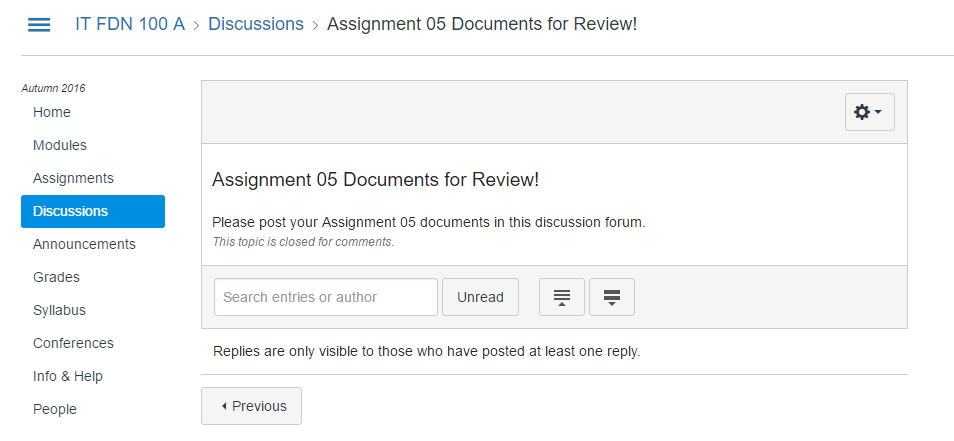 IT FDN 100 A > Discussions > Assignment 05 Documents for Review!
Autumn 2016
Home
Modules
Assignments
Discussions
Announcements
Grades
Syllabus
Conferences
Info & Help
People
Assignment 05 Documents for Review!
Please post your Assignment 05 documents in this discussion forum.
This topic is closed for comments.
Search entries or author
Unread
Replies are only visible to those who have posted at least one reply.
Previous